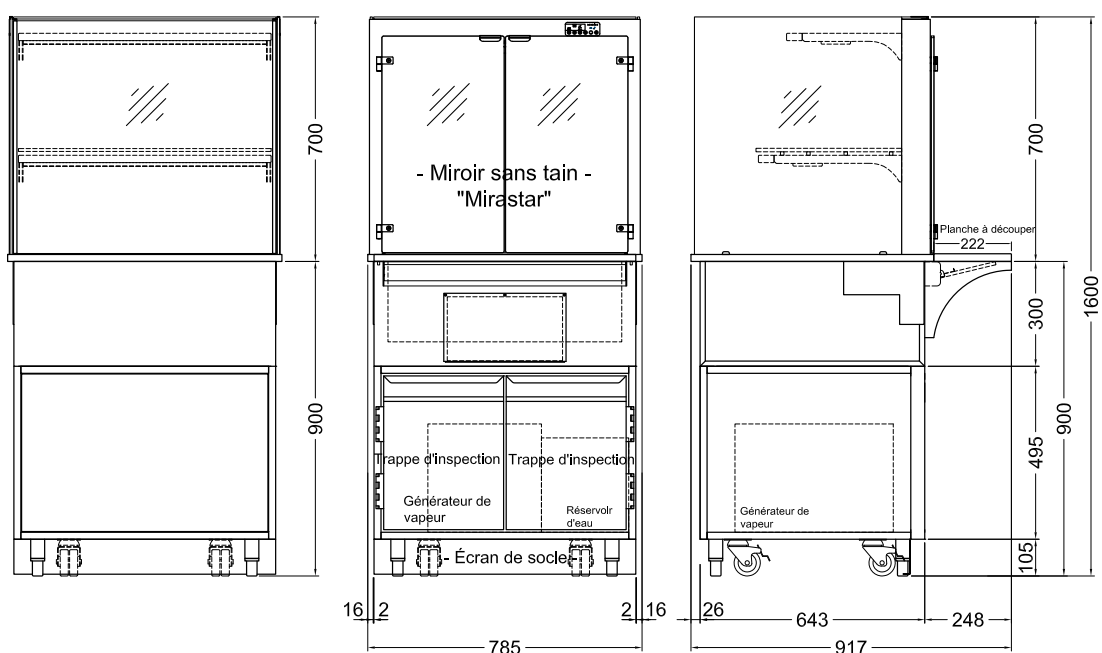 700
900
- Miroir sans tain -
"Mirastar"
Trappe d'inspection
Trappe d'inspection
Générateur de
vapeur
Réservolr
d'eau
- Écran de socle -
16
2
2
16
785
Planche à découper
222
700
300
900
1600
495
105
Générateur de
vapeur
26
643
248
917